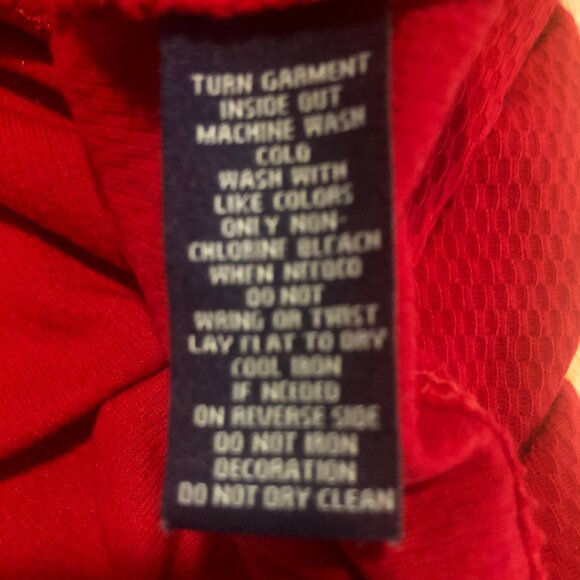 TURN GARMENT
INSIDE OUT
MACHINE WASH
COLD
WASH WITH
LIKE COLORS
ONLY NON-
CHLORINE BLEACH
WHEN NEEDED
DO NOT
WRING OR TWIST
LAY FLAT TO DRY
COOL IRON
IF NEEDED
ON REVERSE SIDE
DO NOT IRON
DECORATION
DO NOT DRY CLEAN